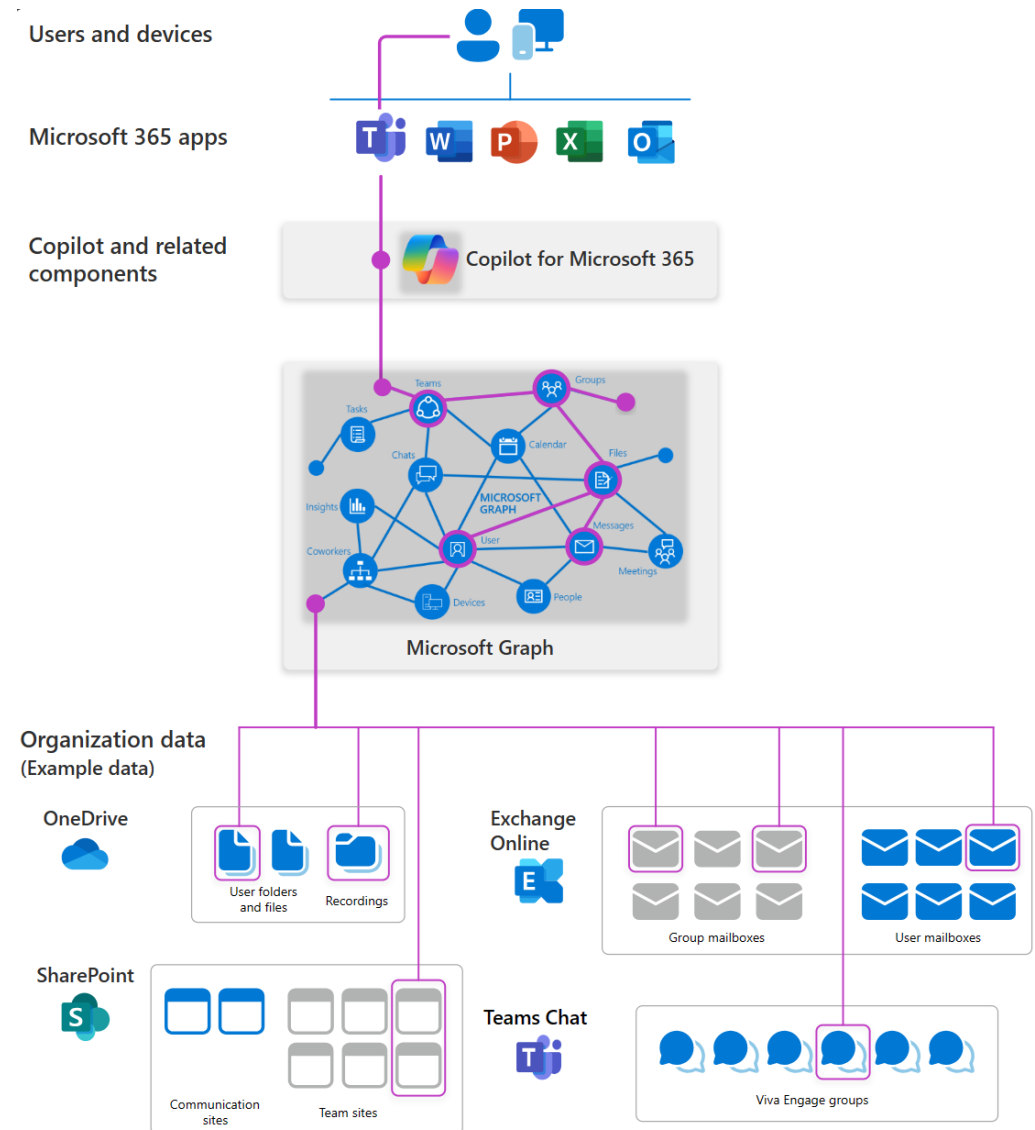 Users and devices
Microsoft 365 apps
T
W
P
X
O
Copilot and related
components
Copilot for Microsoft 365
Teams
Groups
Tasks
Calendar
Chats
Files
Insights
MICROSOFT
GRAPH
Messages
User
Coworkers
Meetings
Devices
People
Microsoft Graph
Organization data
(Example data)
OneDrive
User folders
and files
Recordings
Exchange
Online
E
Group mailboxes
User mailboxes
SharePoint
S
Communication
sites
Team sites
Teams Chat
T
Viva Engage groups